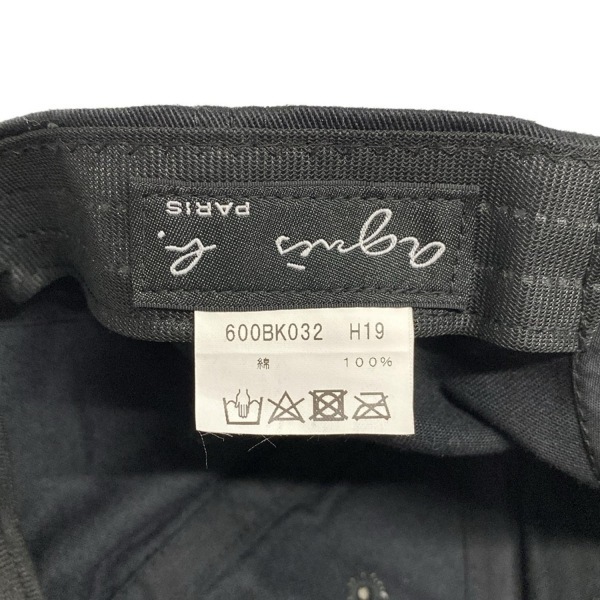 agnès b.
PARIS
600BK032 H19
綿 100%